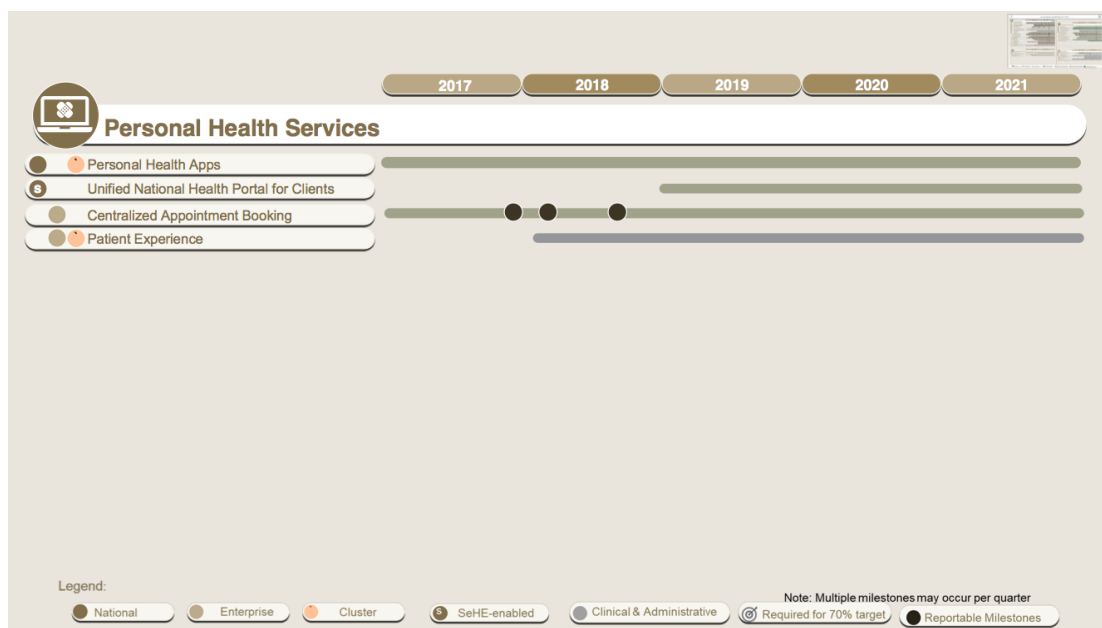 2017 2018 2019 2020 2021
Personal Health Services
Personal Health Apps
S Unified National Health Portal for Clients
Centralized Appointment Booking
Patient Experience
Legend:
Note: Multiple milestones may occur per quarter
National Enterprise Cluster S SeHE-enabled Clinical & Administrative Required for 70% target Reportable Milestones